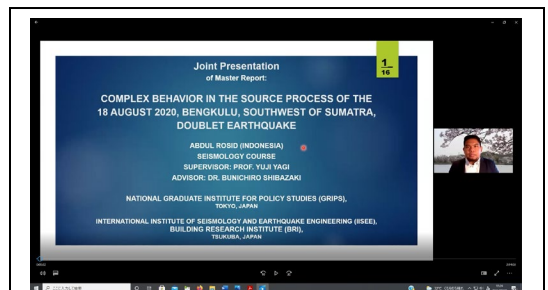 Joint Presentation
of Master Report:
1
16
COMPLEX BEHAVIOR IN THE SOURCE PROCESS OF THE
18 AUGUST 2020, BENGKULU, SOUTHWEST OF SUMATRA,
DOUBLET EARTHQUAKE
ABDUL ROSID (INDONESIA)
SEISMOLOGY COURSE
SUPERVISOR: PROF. YUJI YAGI
ADVISOR: DR. BUNICHIRO SHIBAZAKI
NATIONAL GRADUATE INSTITUTE FOR POLICY STUDIES (GRIPS),
TOKYO, JAPAN
INTERNATIONAL INSTITUTE OF SEISMOLOGY AND EARTHQUAKE ENGINEERING (IISEE),
BUILDING RESEARCH INSTITUTE (BRI),
TSUKUBA, JAPAN